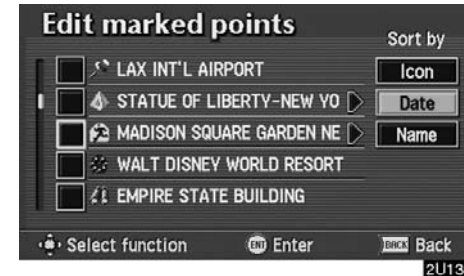 Edit marked points
Sort by
LAX INT'L AIRPORT
Icon
STATUE OF LIBERTY-NEW YO
Date
MADISON SQUARE GARDEN NE
Name
WALT DISNEY WORLD RESORT
EMPIRE STATE BUILDING
Select function
ENT Enter
BACK Back
2U13